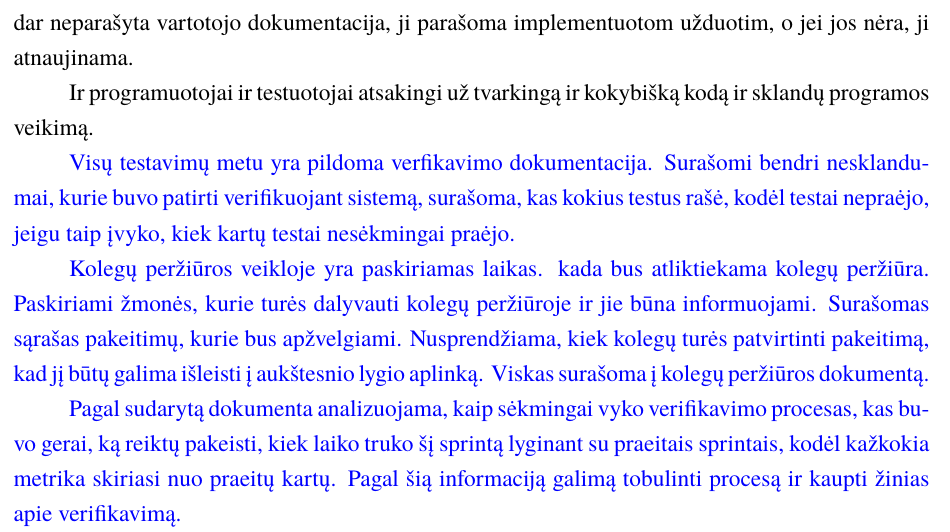 dar neparašyta vartotojo dokumentacija, ji parašoma implementuotom užduotim, o jei jos nėra, ji
atnaujinama.
Ir programuotojai ir testuotojai atsakingi už tvarkingą ir kokybišką kodą ir sklandų programos
veikimą.
Visų testavimų metu yra pildoma verfikavimo dokumentacija. Surašomi bendri nesklandu-
mai, kurie buvo patirti verifikuojant sistemą, surašoma, kas kokius testus rašė, kodėl testai nepraėjo,
jeigu taip įvyko, kiek kartų testai nesėkmingai praėjo.
Kolegų peržiūros veikloje yra paskiriamas laikas. kada bus atliktiekama kolegų peržiūra.
Paskiriami žmonės, kurie turės dalyvauti kolegų peržiūroje ir jie būna informuojami. Surašomas
sąrašas pakeitimų, kurie bus apžvelgiami. Nusprendžiama, kiek kolegų turės patvirtinti pakeitimą,
kad jį būtų galima išleisti į aukštesnio lygio aplinką. Viskas surašoma į kolegų peržiūros dokumentą.
Pagal sudarytą dokumenta analizuojama, kaip sėkmingai vyko verifikavimo procesas, kas bu-
vo gerai, ką reiktų pakeisti, kiek laiko truko šį sprintą lyginant su praeitais sprintais, kodėl kažkokia
metrika skiriasi nuo praeitų kartų. Pagal šią informaciją galimą tobulinti procesą ir kaupti žinias
apie verifikavimą.